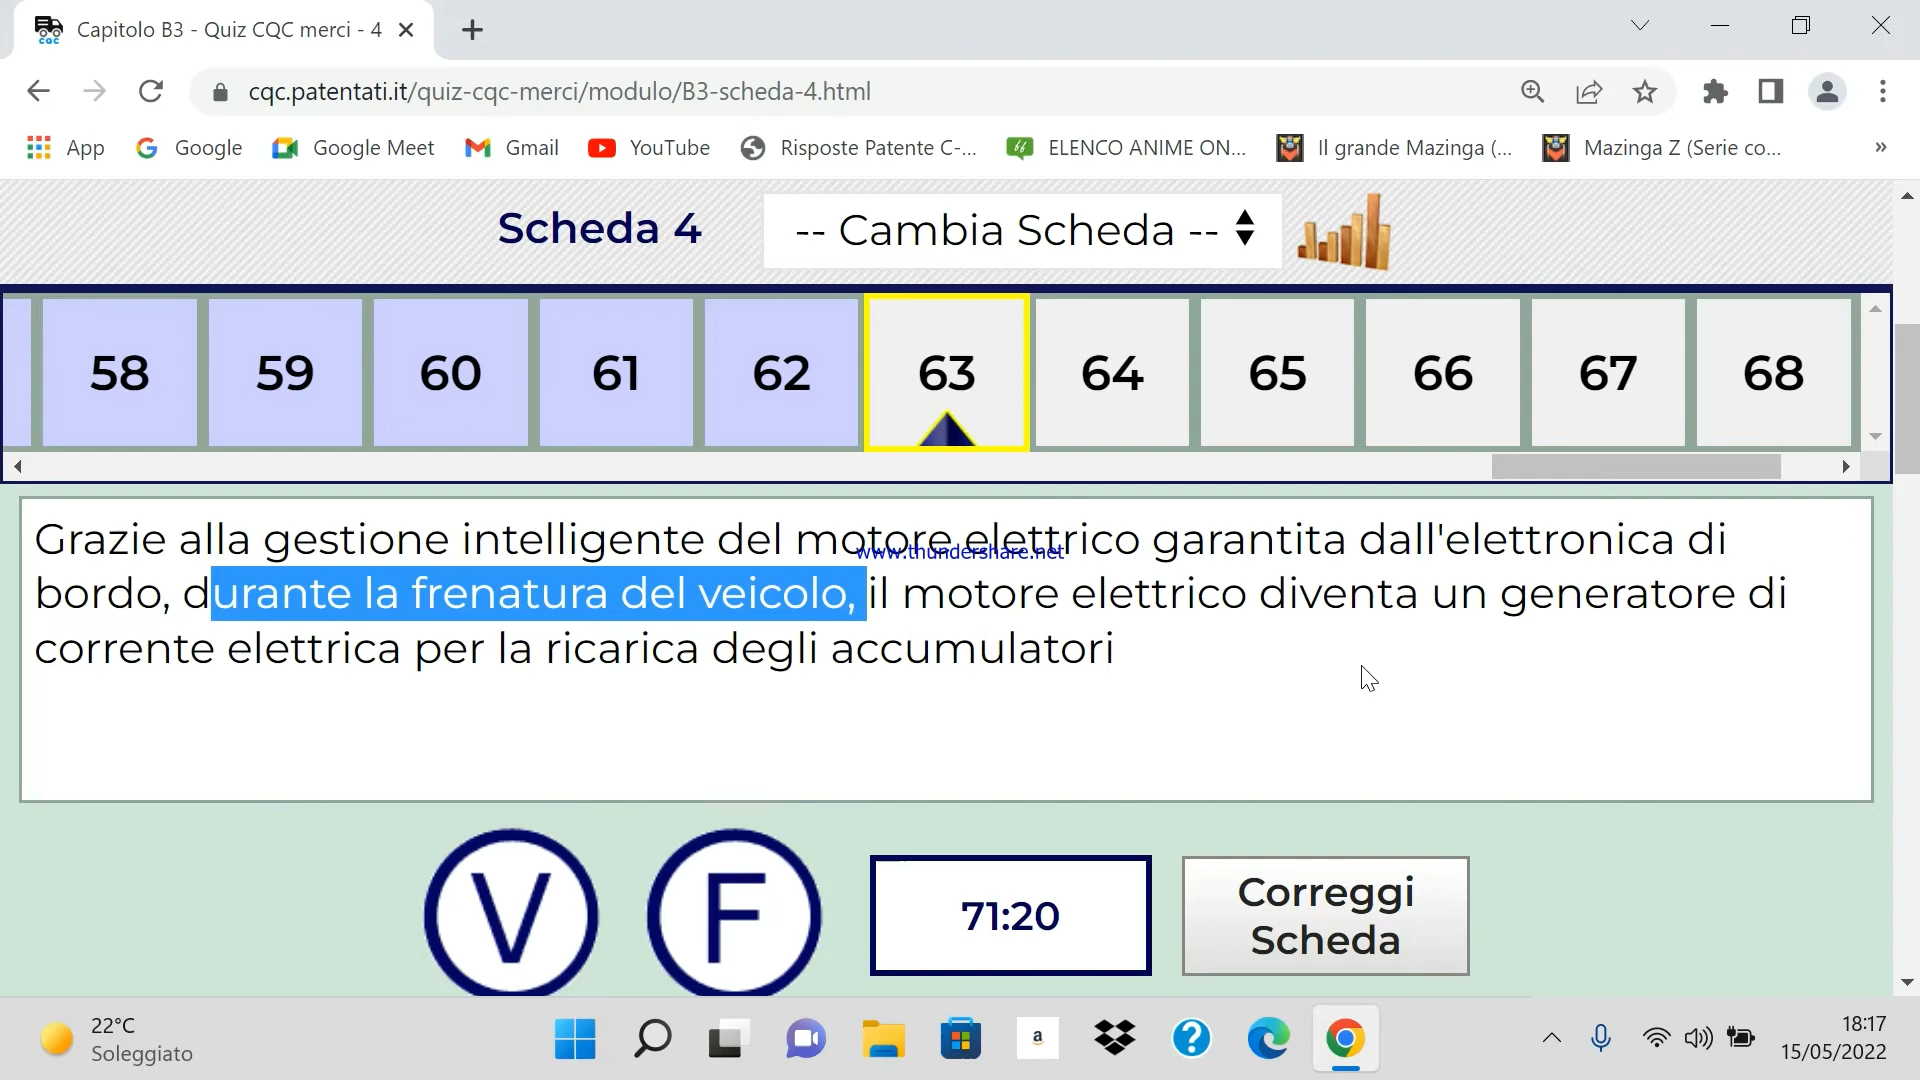 Capitolo B3 - Quiz CQC merci - 4
cqc.patentati.it/quiz-cqc-merci/modulo/B3-scheda-4.html
App Google Google Meet Gmail YouTube Risposte Patente C-... ELENCO ANIME ON... Il grande Mazinga (... Mazinga Z (Serie co... »
Scheda 4 -- Cambia Scheda --
58 59 60 61 62 63 64 65 66 67 68
Grazie alla gestione intelligente del motore elettrico garantita dall'elettronica di
www.thundershare.net
bordo, durante la frenatura del veicolo, il motore elettrico diventa un generatore di
corrente elettrica per la ricarica degli accumulatori
V F 71:20 Correggi
Scheda
22°C
Soleggiato
18:17
15/05/2022